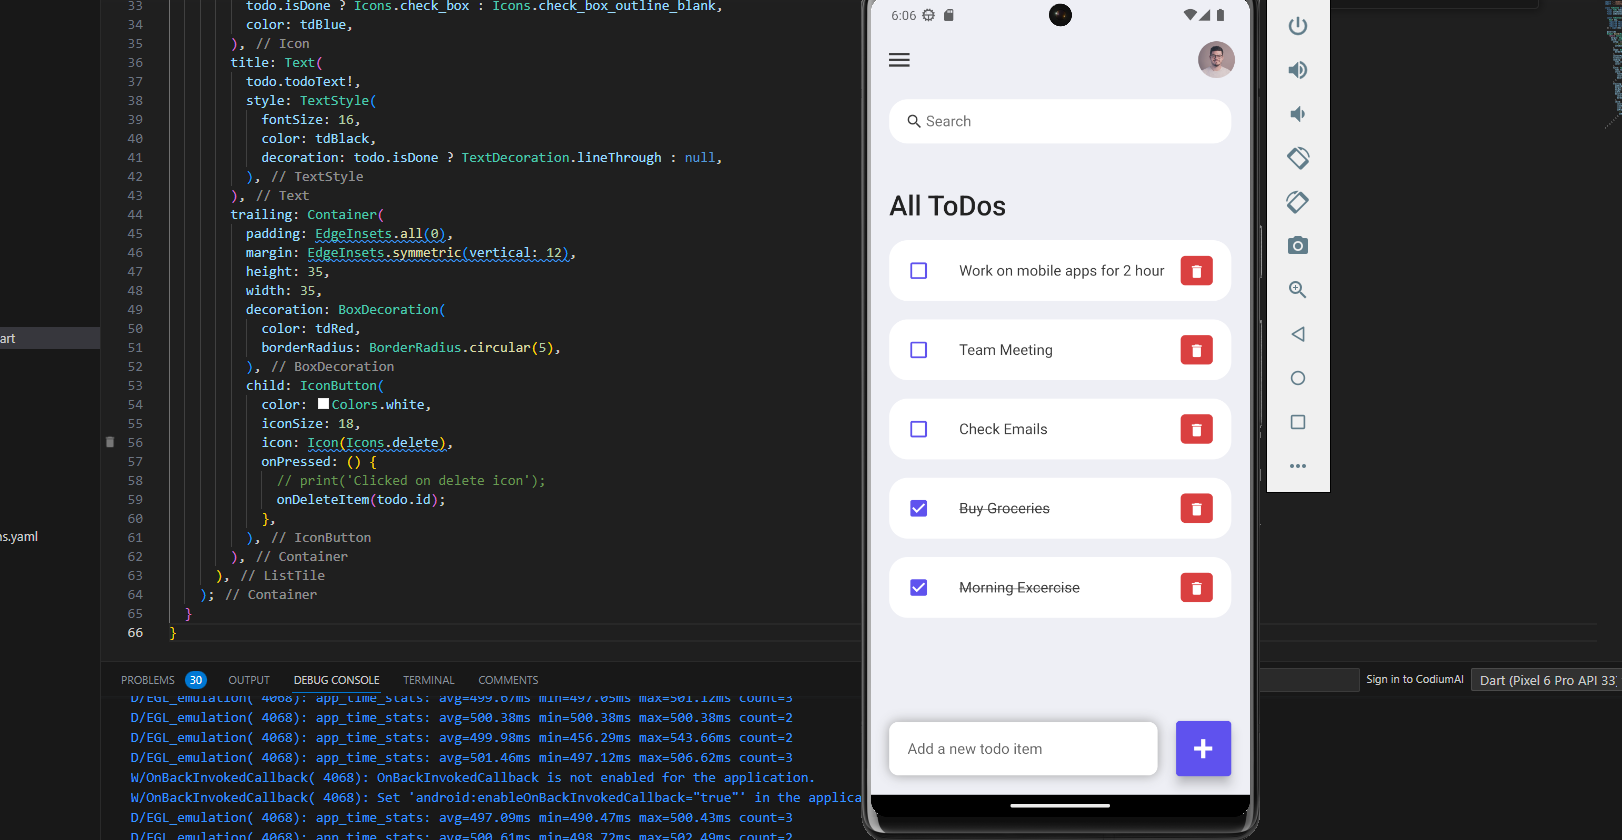 art
ns.yaml
33 todo.isDone ? Icons.check_box : Icons.check_box_outline_blank,
34 color: tdBlue,
35 ), // Icon
36 title: Text(
37 todo.todoText!,
38 style: TextStyle(
39 fontSize: 16,
40 color: tdBlack,
41 decoration: todo.isDone ? TextDecoration.lineThrough : null,
42 ), // TextStyle
43 ), // Text
44 trailing: Container(
45 padding: EdgeInsets.all(0),
46 margin: EdgeInsets.symmetric(vertical: 12),
47 height: 35,
48 width: 35,
49 decoration: BoxDecoration(
50 color: tdRed,
51 borderRadius: BorderRadius.circular(5),
52 ), // BoxDecoration
53 child: IconButton(
54 color: Colors.white,
55 iconSize: 18,
56 icon: Icon(Icons.delete),
57 onPressed: () {
58 // print('Clicked on delete icon');
59 onDeleteItem(todo.id);
60 },
61 ), // IconButton
62 ), // Container
63 ), // ListTile
64 ); // Container
65 }
66 }
PROBLEMS 30 OUTPUT DEBUG CONSOLE TERMINAL COMMENTS
D/EGL_emulation( 4068): app_time_stats: avg=499.67ms min=497.05ms max=501.12ms count=3
D/EGL_emulation( 4068): app_time_stats: avg=500.38ms min=500.38ms max=500.38ms count=2
D/EGL_emulation( 4068): app_time_stats: avg=499.98ms min=456.29ms max=543.66ms count=2
D/EGL_emulation( 4068): app_time_stats: avg=501.46ms min=497.12ms max=506.62ms count=3
W/OnBackInvokedCallback( 4068): OnBackInvokedCallback is not enabled for the application.
W/OnBackInvokedCallback( 4068): Set 'android:enableOnBackInvokedCallback="true"' in the applica
D/EGL_emulation( 4068): app_time_stats: avg=497.09ms min=490.47ms max=500.43ms count=3
D/EGL_emulation( 4068): app_time_stats: avg=500.61ms min=498.72ms max=502.49ms count=2
6:06
Search
All ToDos
Work on mobile apps for 2 hour
Team Meeting
Check Emails
Buy Groceries
Morning Excercise
Add a new todo item
Sign in to CodiumAI
Dart (Pixel 6 Pro API 33)